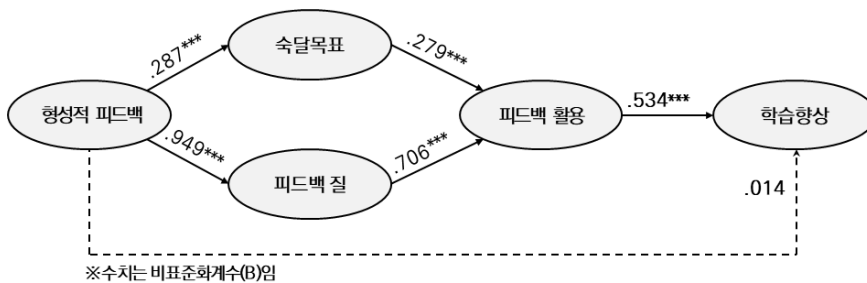 숙달목표
.287***
.279***
형성적 피드백
피드백 활용
.534***
학습향상
.949***
.706***
피드백 질
.014
※수치는 비표준화계수(B)임